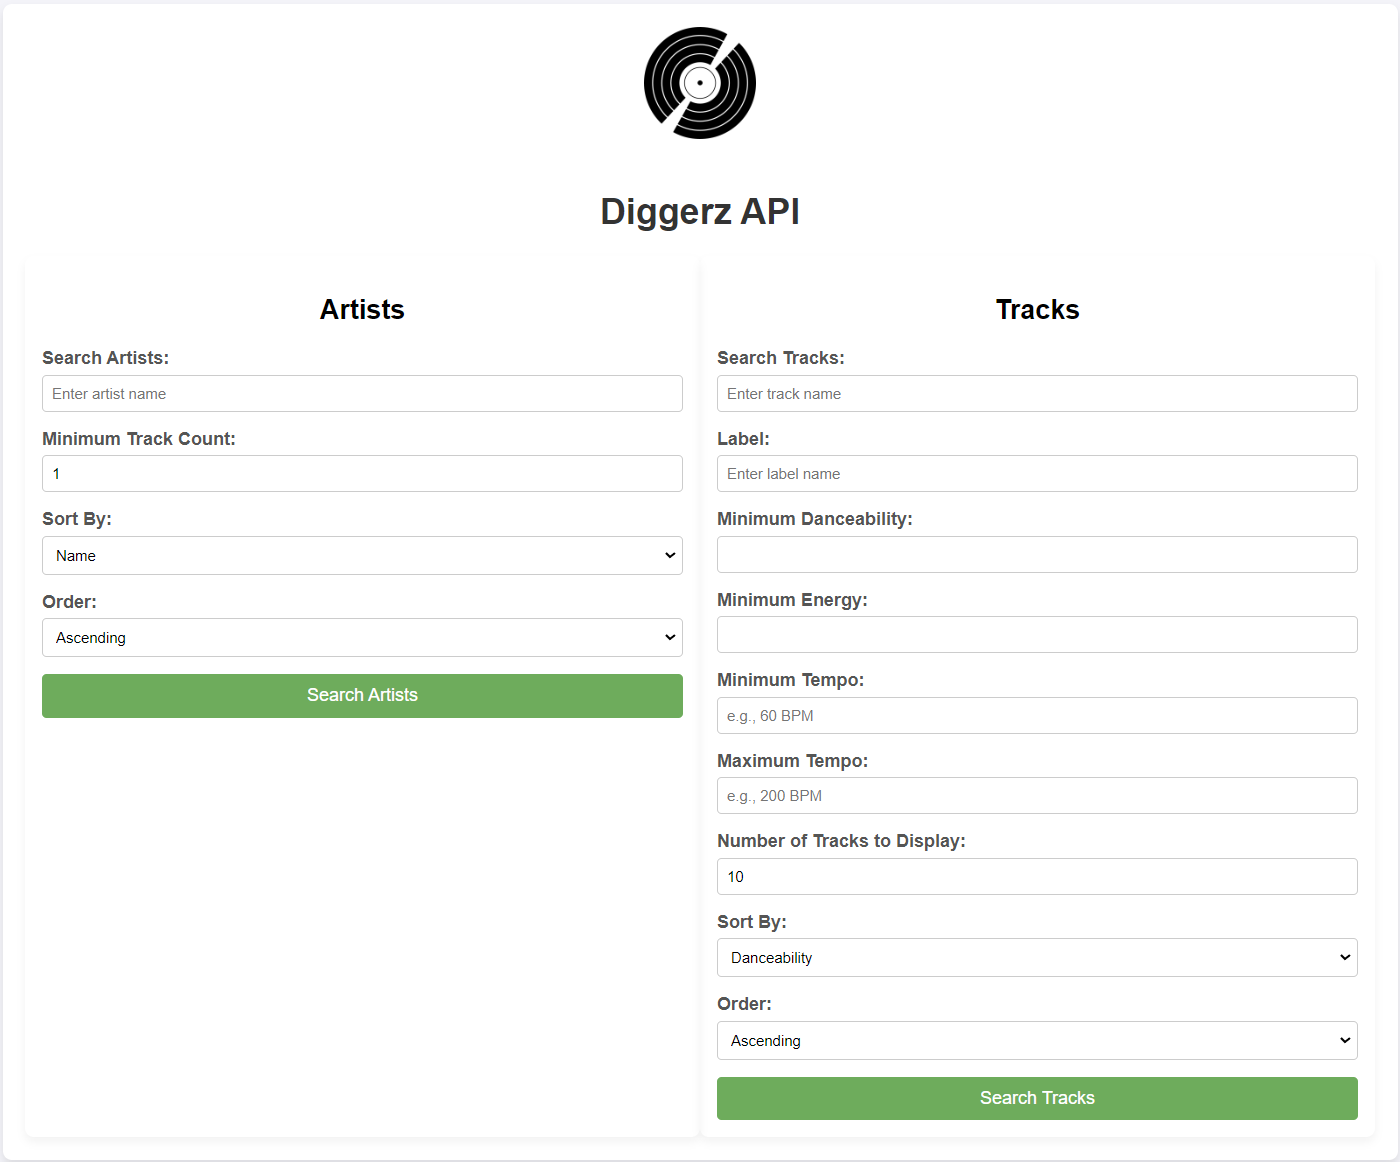 Diggerz API
Artists
Search Artists:
Enter artist name
Minimum Track Count:
1
Sort By:
Name
Order:
Ascending
Search Artists
Tracks
Search Tracks:
Enter track name
Label:
Enter label name
Minimum Danceability:
Minimum Energy:
Minimum Tempo:
e.g., 60 BPM
Maximum Tempo:
e.g., 200 BPM
Number of Tracks to Display:
10
Sort By:
Danceability
Order:
Ascending
Search Tracks